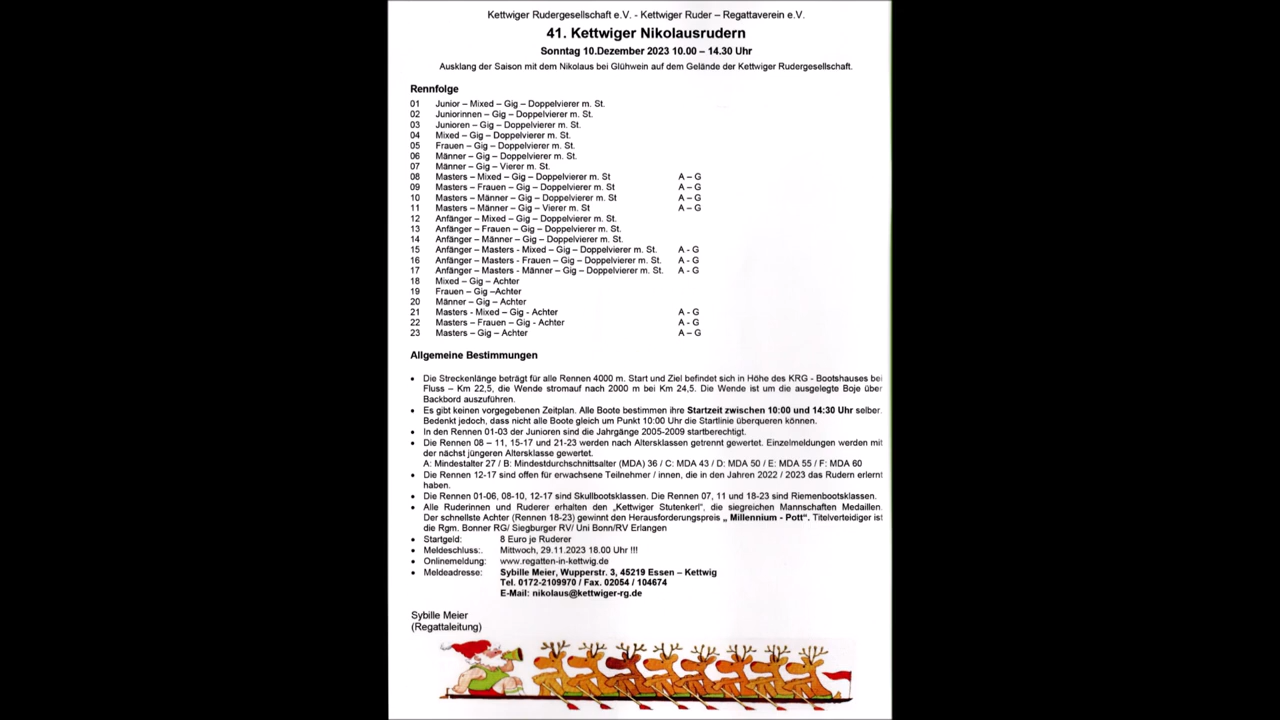 Kettwiger Rudergesellschaft e.V. - Kettwiger Ruder – Regattaverein e.V.
41. Kettwiger Nikolausrudern
Sonntag 10.Dezember 2023 10.00 – 14.30 Uhr
Ausklang der Saison mit dem Nikolaus bei Glühwein auf dem Gelände der Kettwiger Rudergesellschaft.
Rennfolge
01 Junior – Mixed – Gig – Doppelvierer m. St.
02 Juniorinnen – Gig – Doppelvierer m. St.
03 Junioren – Gig – Doppelvierer m. St.
04 Mixed – Gig – Doppelvierer m. St.
05 Frauen – Gig – Doppelvierer m. St.
06 Männer – Gig – Doppelvierer m. St.
07 Männer – Gig – Vierer m. St.
08 Masters – Mixed – Gig – Doppelvierer m. St A – G
09 Masters – Frauen – Gig – Doppelvierer m. St A – G
10 Masters – Männer – Gig – Doppelvierer m. St A – G
11 Masters – Männer – Gig – Vierer m. St A – G
12 Anfänger – Mixed – Gig – Doppelvierer m. St.
13 Anfänger – Frauen – Gig – Doppelvierer m. St.
14 Anfänger – Männer – Gig – Doppelvierer m. St.
15 Anfänger – Masters - Mixed – Gig – Doppelvierer m. St. A - G
16 Anfänger – Masters - Frauen – Gig – Doppelvierer m. St. A - G
17 Anfänger – Masters - Männer – Gig – Doppelvierer m. St. A - G
18 Mixed – Gig – Achter
19 Frauen – Gig –Achter
20 Männer – Gig – Achter
21 Masters - Mixed – Gig - Achter A - G
22 Masters – Frauen – Gig - Achter A - G
23 Masters – Gig – Achter A – G
Allgemeine Bestimmungen
• Die Streckenlänge beträgt für alle Rennen 4000 m. Start und Ziel befindet sich in Höhe des KRG - Bootshauses bei
Fluss – Km 22,5, die Wende stromauf nach 2000 m bei Km 24,5. Die Wende ist um die ausgelegte Boje über
Backbord auszuführen.
• Es gibt keinen vorgegebenen Zeitplan. Alle Boote bestimmen ihre Startzeit zwischen 10:00 und 14:30 Uhr selber.
Bedenkt jedoch, dass nicht alle Boote gleich um Punkt 10:00 Uhr die Startlinie überqueren können.
• In den Rennen 01-03 der Junioren sind die Jahrgänge 2005-2009 startberechtigt.
• Die Rennen 08 – 11, 15-17 und 21-23 werden nach Altersklassen getrennt gewertet. Einzelmeldungen werden mit
der nächst jüngeren Altersklasse gewertet.
A: Mindestalter 27 / B: Mindestdurchschnittsalter (MDA) 36 / C: MDA 43 / D: MDA 50 / E: MDA 55 / F: MDA 60
• Die Rennen 12-17 sind offen für erwachsene Teilnehmer / innen, die in den Jahren 2022 / 2023 das Rudern erlernt
haben.
• Die Rennen 01-06, 08-10, 12-17 sind Skullbootsklassen. Die Rennen 07, 11 und 18-23 sind Riemenbootsklassen.
• Alle Ruderinnen und Ruderer erhalten den „Kettwiger Stutenkerl“, die siegreichen Mannschaften Medaillen.
Der schnellste Achter (Rennen 18-23) gewinnt den Herausforderungspreis „ Millennium - Pott“. Titelverteidiger ist
die Rgm. Bonner RG/ Siegburger RV/ Uni Bonn/RV Erlangen
• Startgeld: 8 Euro je Ruderer
• Meldeschluss:. Mittwoch, 29.11.2023 18.00 Uhr !!!
• Onlinemeldung: www.regatten-in-kettwig.de
• Meldeadresse: Sybille Meier, Wupperstr. 3, 45219 Essen – Kettwig
Tel. 0172-2109970 / Fax. 02054 / 104674
E-Mail: nikolaus@kettwiger-rg.de
Sybille Meier
(Regattaleitung)